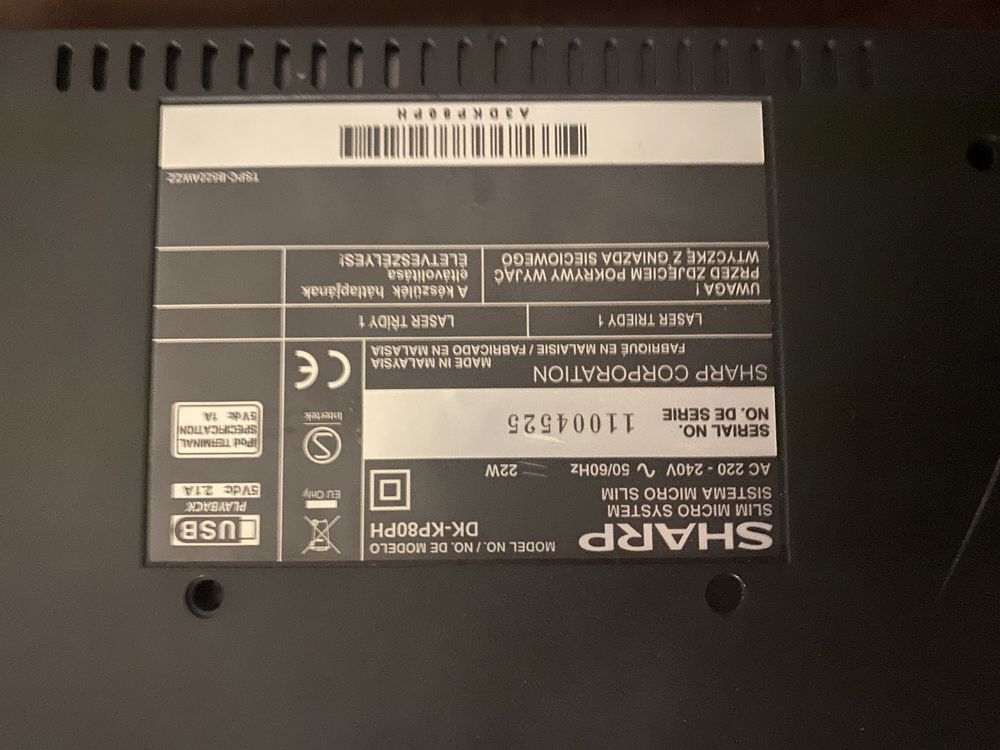 SHARP
MODEL NO. / NO. DE MODELO
DK-KP80PH
SLIM MICRO SYSTEM
SISTEMA MICRO SLIM
AC 220 - 240V ∿ 50/60Hz 22W
SERIAL NO.
NO. DE SERIE
11004525
SHARP CORPORATION
MADE IN MALAYSIA
FABRIQUÉ EN MALAISIE / FABRICADO EN MALASIA
EU Only
Intertek
S
CE
USB
PLAYBACK
5Vdc 2.1A
iPod TERMINAL
SPECIFICATION
5Vdc 1A
LASER TRIEDY 1
LASER TŘÍDY 1
UWAGA !
PRZED ZDJĘCIEM POKRYWY WYJĄĆ
WTYCZKĘ Z GNIAZDA SIECIOWEGO
A készülék hátlapjának
eltávolítása
ÉLETVESZÉLYES!
TSPC-B522AWZZ
A3DKP80PH